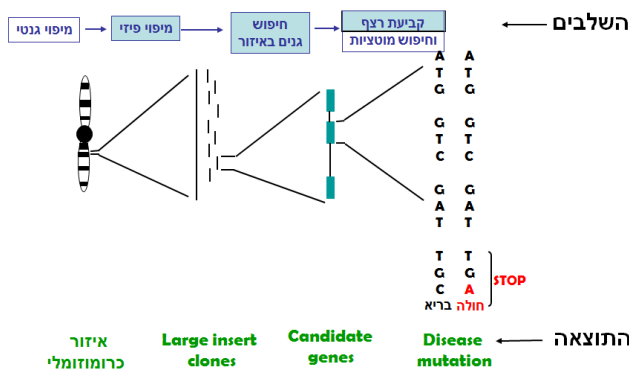 השלבים
מיפוי גנטי
מיפוי פיזי
חיפוש
גנים באיזור
קביעת רצף
וחיפוש מוטציות
A A
T T
G G
G G
T T
C C
G G
A A
T T
T T
G G
C A
STOP
בריא חולה
התוצאה
איזור
כרומוזומלי
Large insert
clones
Candidate
genes
Disease
mutation